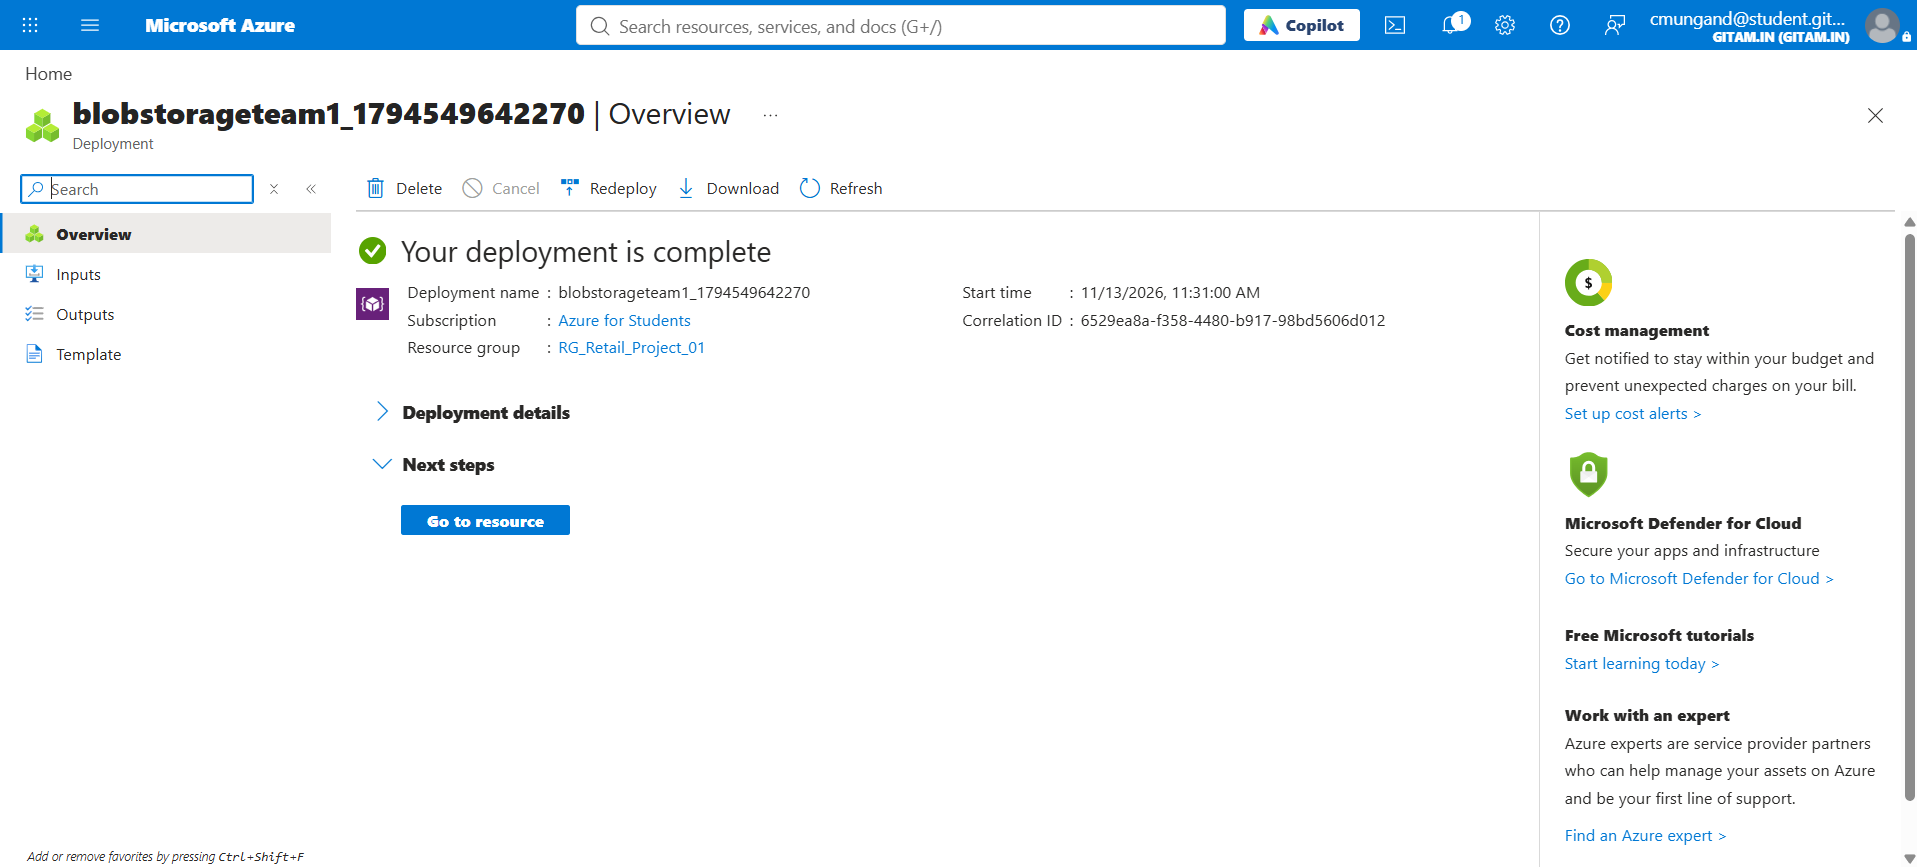 Microsoft Azure
Search resources, services, and docs (G+/)
Copilot
1
cmungand@student.git...
GITAM.IN (GITAM.IN)
Home
blobstorageteam1_1794549642270 | Overview ...
Deployment
Search
Delete
Cancel
Redeploy
Download
Refresh
Overview
Inputs
Outputs
Template
Your deployment is complete
Deployment name : blobstorageteam1_1794549642270
Subscription : Azure for Students
Resource group : RG_Retail_Project_01
Start time : 11/13/2026, 11:31:00 AM
Correlation ID : 6529ea8a-f358-4480-b917-98bd5606d012
Deployment details
Next steps
Go to resource
$
Cost management
Get notified to stay within your budget and
prevent unexpected charges on your bill.
Set up cost alerts >
Microsoft Defender for Cloud
Secure your apps and infrastructure
Go to Microsoft Defender for Cloud >
Free Microsoft tutorials
Start learning today >
Work with an expert
Azure experts are service provider partners
who can help manage your assets on Azure
and be your first line of support.
Find an Azure expert >
Add or remove favorites by pressing Ctrl+Shift+F